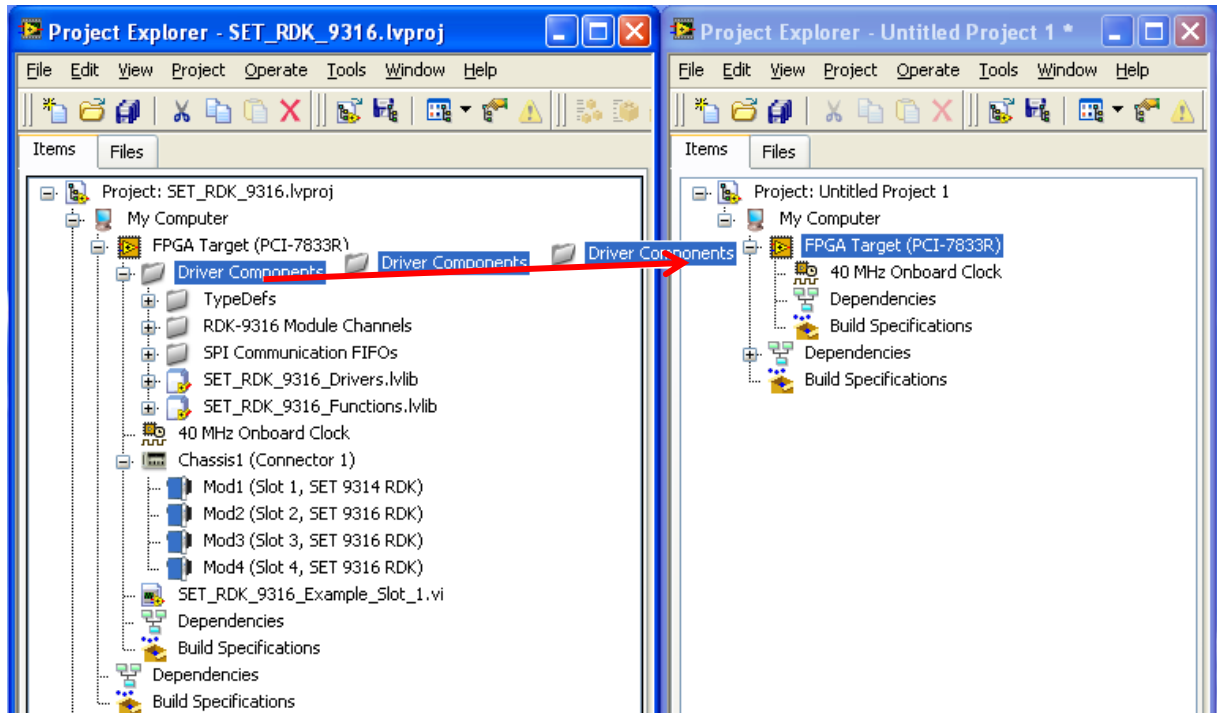 Project Explorer - SET_RDK_9316.lvproj
File Edit View Project Operate Tools Window Help
Items Files
Project: SET_RDK_9316.lvproj
My Computer
FPGA Target (PCI-7833R)
Driver Components
Driver Components
Driver Components
TypeDefs
RDK-9316 Module Channels
SPI Communication FIFOs
SET_RDK_9316_Drivers.lvlib
SET_RDK_9316_Functions.lvlib
40 MHz Onboard Clock
Chassis1 (Connector 1)
Mod1 (Slot 1, SET 9314 RDK)
Mod2 (Slot 2, SET 9316 RDK)
Mod3 (Slot 3, SET 9316 RDK)
Mod4 (Slot 4, SET 9316 RDK)
SET_RDK_9316_Example_Slot_1.vi
Dependencies
Build Specifications
Dependencies
Build Specifications
Project Explorer - Untitled Project 1 *
File Edit View Project Operate Tools Window Help
Items Files
Project: Untitled Project 1
My Computer
FPGA Target (PCI-7833R)
40 MHz Onboard Clock
Dependencies
Build Specifications
Dependencies
Build Specifications